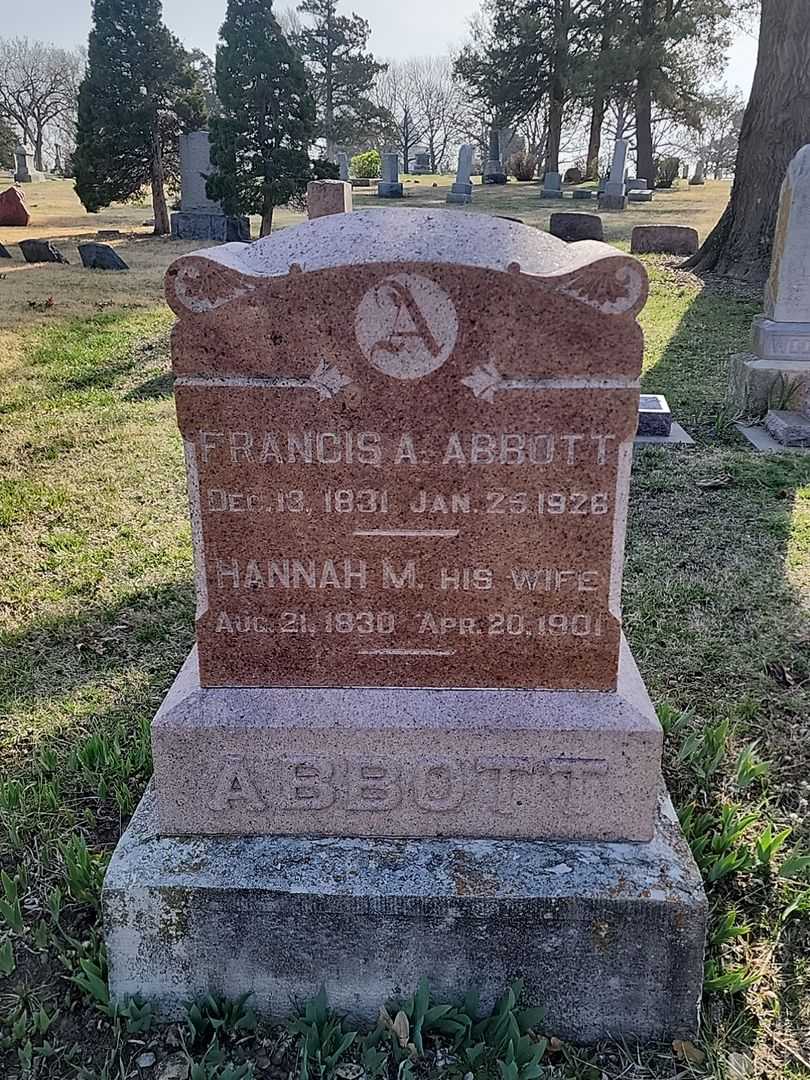 A
FRANCIS A. ABBOTT
DEC. 13, 1831 JAN. 25, 1926
HANNAH M. HIS WIFE
AUG. 21, 1830 APR. 20, 1901
ABBOTT